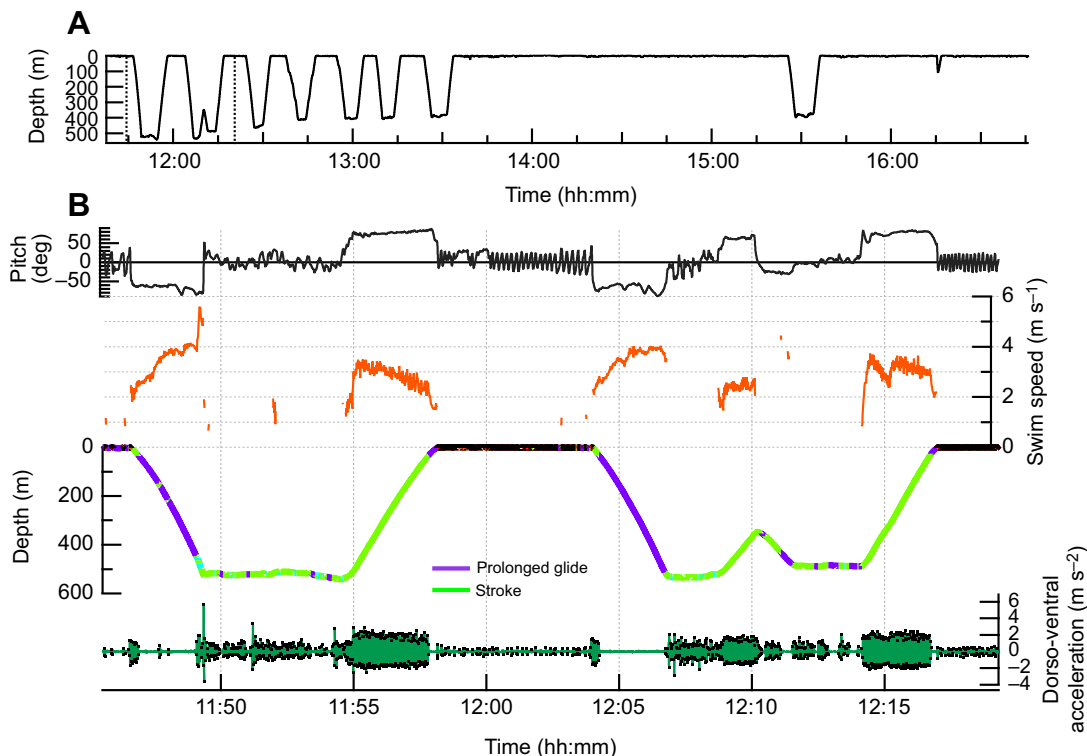 A
Depth (m)
0
100
200
300
400
500
12:00
13:00
14:00
15:00
16:00
Time (hh:mm)
B
Pitch
(deg)
50
0
−50
6
4
2
0
Swim speed (m s−1)
Depth (m)
0
200
400
600
Prolonged glide
Stroke
6
4
2
0
−2
−4
Dorso-ventral
acceleration (m s−2)
11:50
11:55
12:00
12:05
12:10
12:15
Time (hh:mm)